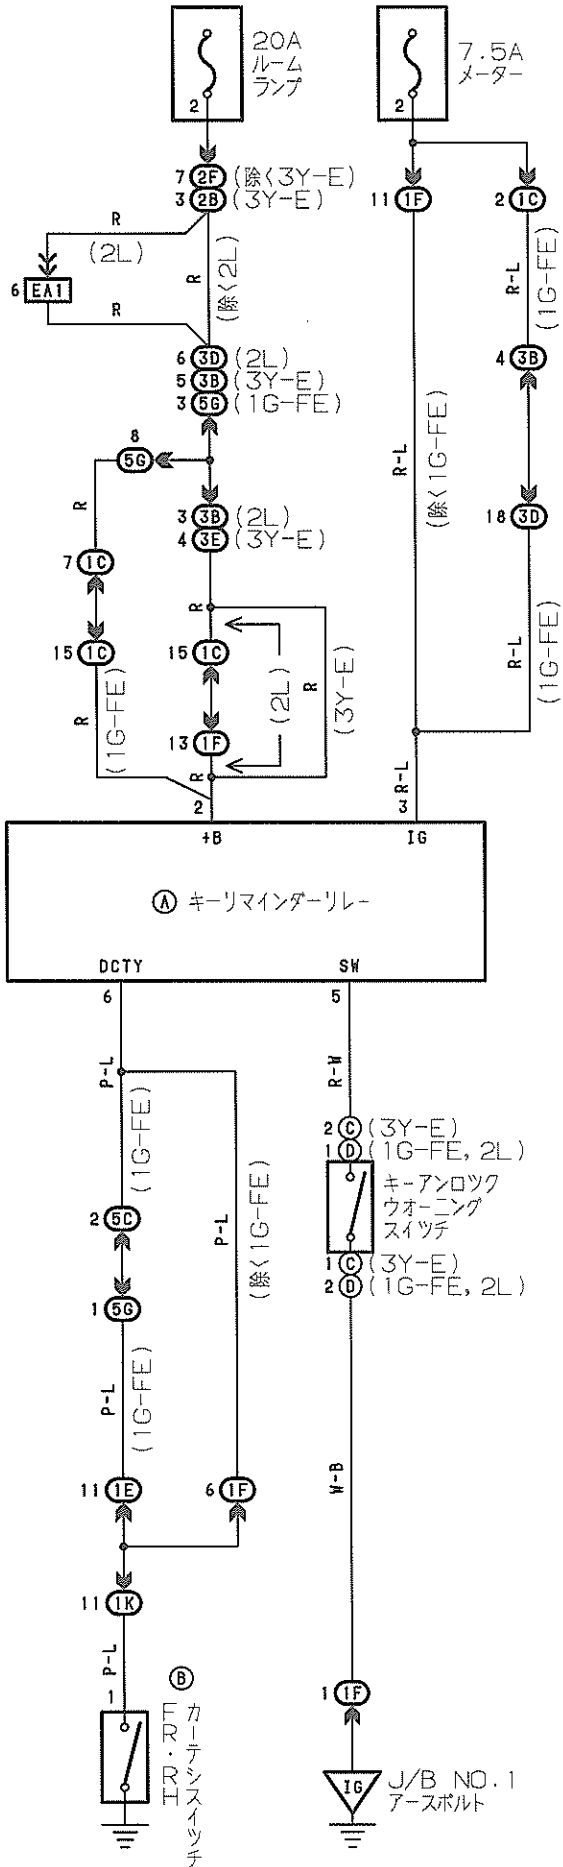 20A
ルーム
ランプ
2
7.5A
メーター
2
7 2F (除く3Y-E)
3 2B (3Y-E)
11 1F
2 1C
R
(2L)
R
(除く2L)
R-L
(1G-FE)
6 EA1
R
6 3D (2L)
5 3B (3Y-E)
3 5G (1G-FE)
4 3B
8
5G
R
R-L
(除く1G-FE)
3 3B (2L)
4 3E (3Y-E)
18 3D
7 1C
R
15 1C
15 1C
(2L)
R
(3Y-E)
R-L
(1G-FE)
R
(1G-FE)
13 1F
R
R-L
2
3
+B
IG
A キーリマインダーリレー
DCTY
SW
6
5
P-L
R-W
(1G-FE)
2 C (3Y-E)
1 D (1G-FE, 2L)
キーアンロツク
ウオーニング
スイツチ
2 5C
P-L
(除く1G-FE)
1 C (3Y-E)
2 D (1G-FE, 2L)
1 5G
P-L
(1G-FE)
W-B
11 1E
6 1F
11 1K
P-L
1
B
カーテシスイツチ
FR・RH
1 1F
IG
J/B NO.1
アースボルト